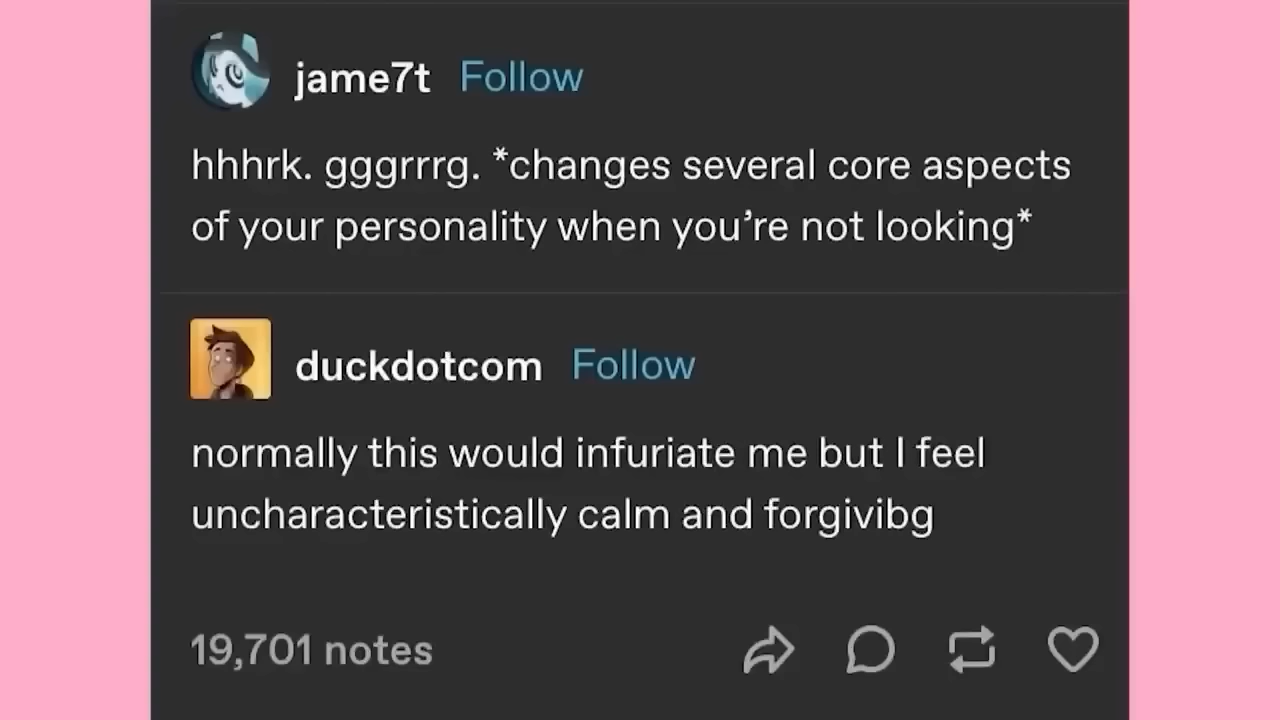 jame7t Follow
hhhrk. gggrrrg. *changes several core aspects
of your personality when you’re not looking*
duckdotcom Follow
normally this would infuriate me but I feel
uncharacteristically calm and forgivibg
19,701 notes